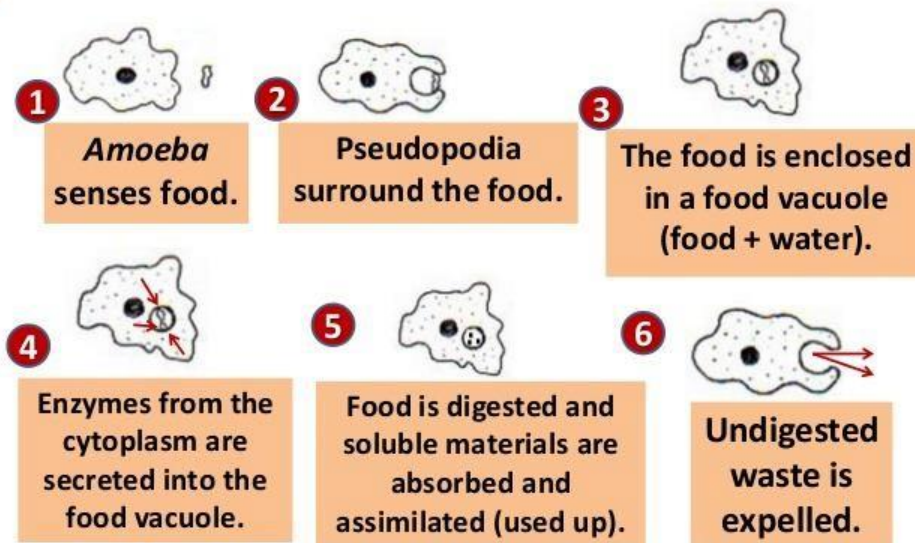 1
Amoeba
senses food.
2
Pseudopodia
surround the food.
3
The food is enclosed
in a food vacuole
(food + water).
4
Enzymes from the
cytoplasm are
secreted into the
food vacuole.
5
Food is digested and
soluble materials are
absorbed and
assimilated (used up).
6
Undigested
waste is
expelled.